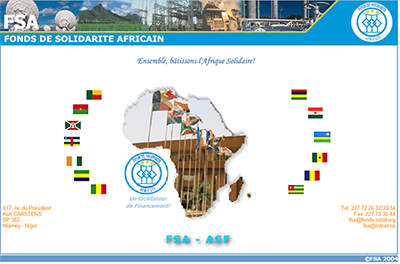 FSA
FONDS DE SOLIDARITE AFRICAIN
Ensemble, bâtissons l'Afrique Solidaire!
Un facilitateur
de Financement!
617, Av. du Président
Karl CARSTENS
BP 382
Niamey - Niger
Tel. 227 72 26 32/33/34
Fax. 227 73 30 44
fsa@fonds-solid.org
fsa@intnet.ne
FSA - ASF
©FSA 2004